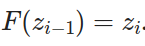 F(z_{i-1}) = z_i.